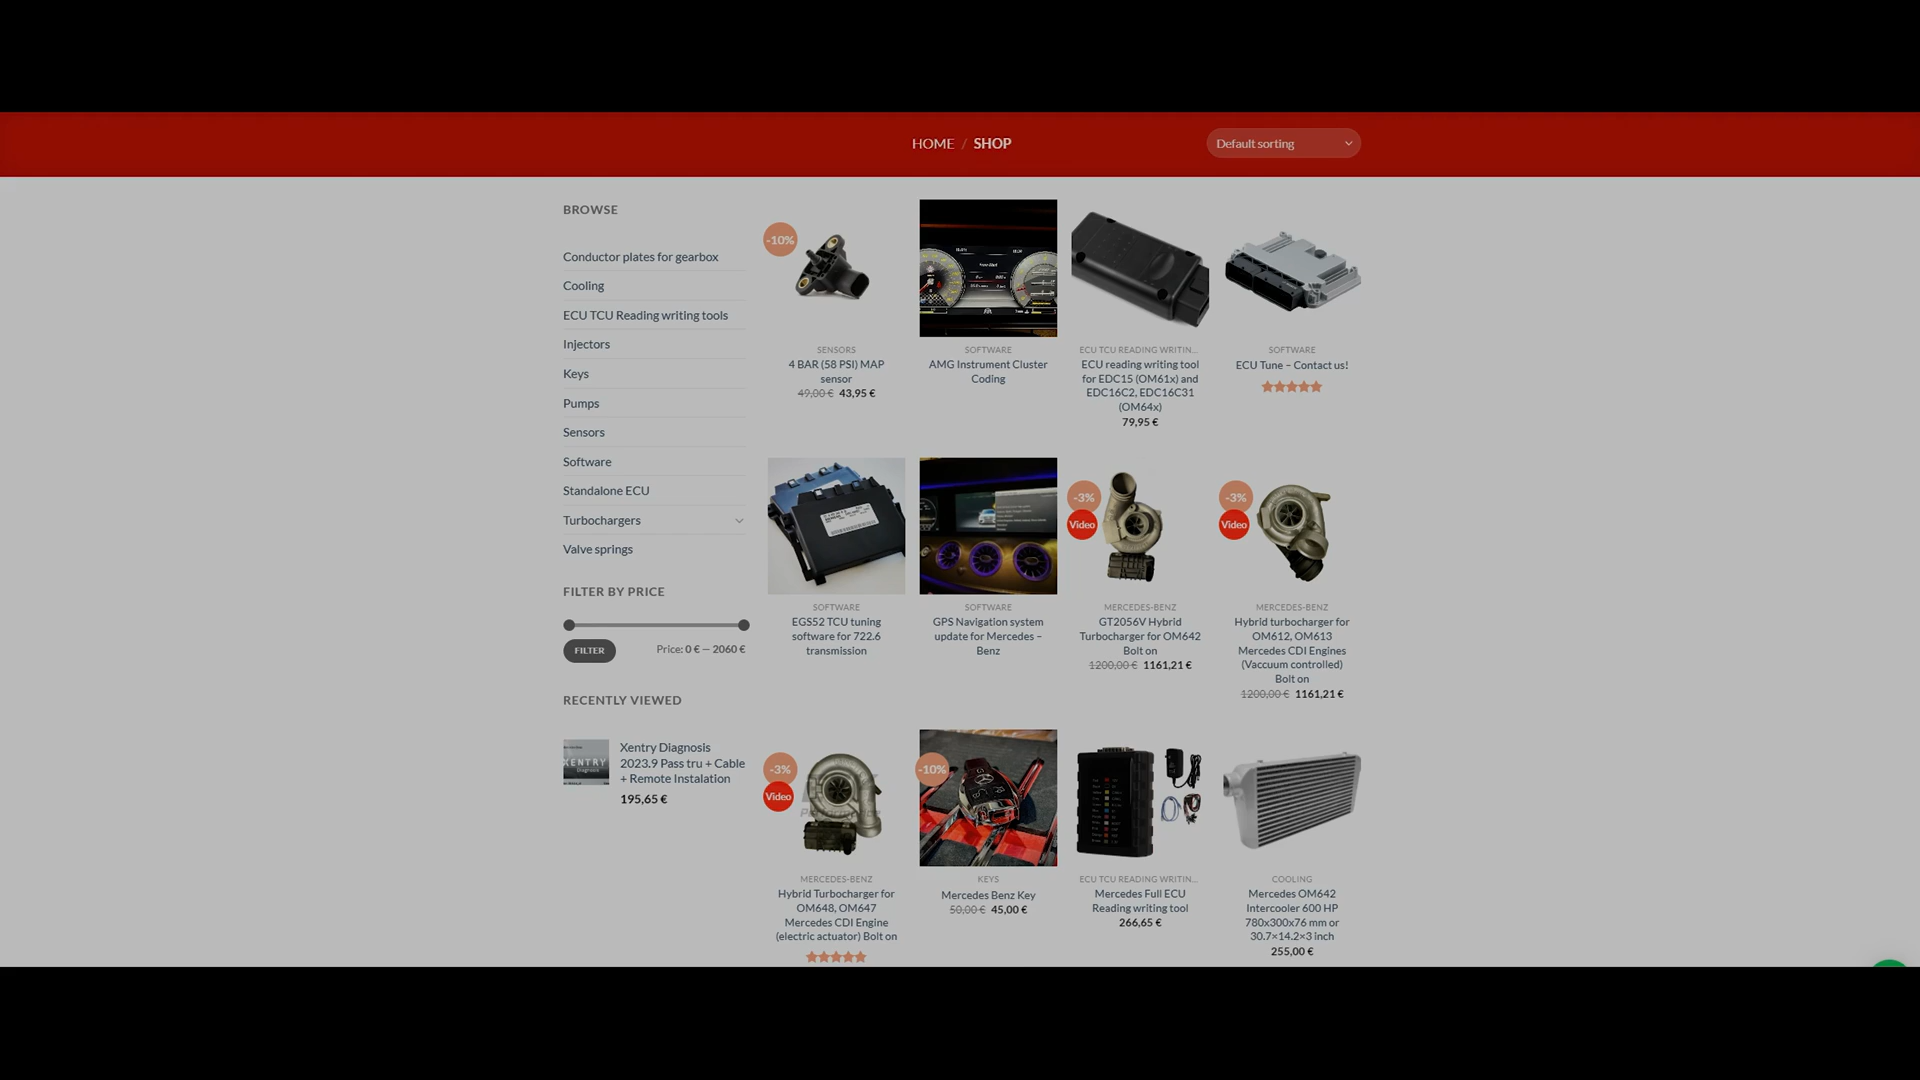 HOME / SHOP
Default sorting
BROWSE
Conductor plates for gearbox
Cooling
ECU TCU Reading writing tools
Injectors
Keys
Pumps
Sensors
Software
Standalone ECU
Turbochargers
Valve springs
FILTER BY PRICE
FILTER
Price: 0 € — 2060 €
RECENTLY VIEWED
XENTRY
Diagnosis
Xentry Diagnosis
2023.9 Pass tru + Cable
+ Remote Instalation
195,65 €
-10%
SENSORS
4 BAR (58 PSI) MAP
sensor
49,00 € 43,95 €
SOFTWARE
AMG Instrument Cluster
Coding
ECU TCU READING WRITIN...
ECU reading writing tool
for EDC15 (OM61x) and
EDC16C2, EDC16C31
(OM64x)
79,95 €
SOFTWARE
ECU Tune – Contact us!
SOFTWARE
EGS52 TCU tuning
software for 722.6
transmission
SOFTWARE
GPS Navigation system
update for Mercedes –
Benz
-3%
Video
MERCEDES-BENZ
GT2056V Hybrid
Turbocharger for OM642
Bolt on
1200,00 € 1161,21 €
-3%
Video
MERCEDES-BENZ
Hybrid turbocharger for
OM612, OM613
Mercedes CDI Engines
(Vaccuum controlled)
Bolt on
1200,00 € 1161,21 €
-3%
Video
MERCEDES-BENZ
Hybrid Turbocharger for
OM648, OM647
Mercedes CDI Engine
(electric actuator) Bolt on
-10%
KEYS
Mercedes Benz Key
50,00 € 45,00 €
ECU TCU READING WRITIN...
Mercedes Full ECU
Reading writing tool
266,65 €
COOLING
Mercedes OM642
Intercooler 600 HP
780x300x76 mm or
30.7×14.2×3 inch
255,00 €